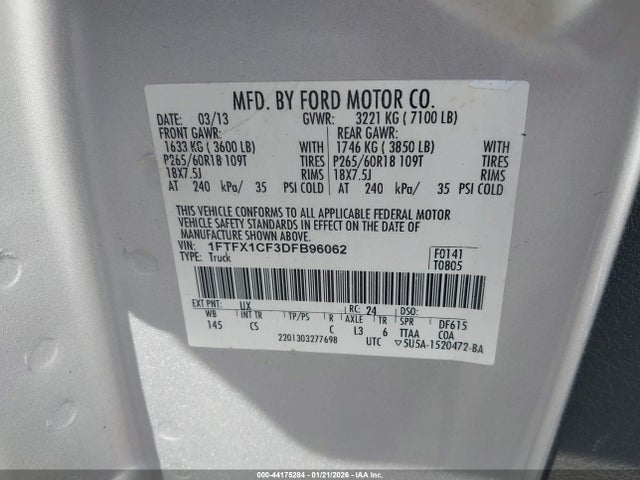 MFD. BY FORD MOTOR CO.
DATE: 03/13 GVWR: 3221 KG ( 7100 LB)
FRONT GAWR: REAR GAWR:
1633 KG ( 3600 LB) WITH 1746 KG ( 3850 LB) WITH
P265/60R18 109T TIRES P265/60R18 109T TIRES
18X7.5J RIMS 18X7.5J RIMS
AT 240 kPa/ 35 PSI COLD AT 240 kPa/ 35 PSI COLD
THIS VEHICLE CONFORMS TO ALL APPLICABLE FEDERAL MOTOR
VEHICLE SAFETY STANDARDS IN EFFECT ON THE DATE OF
MANUFACTURE SHOWN ABOVE.
VIN: 1FTFX1CF3DFB96062 F0141
TYPE: Truck T0805
EXT PNT: UX RC: 24 DSO:
WB INT TR TP/PS R AXLE TR SPR DF615
145 CS C L3 6 TTAA COA
2201303277698 UTC ▽5U5A-1520472-BA
000-44175284 | 01/21/2026 - IAA Inc.